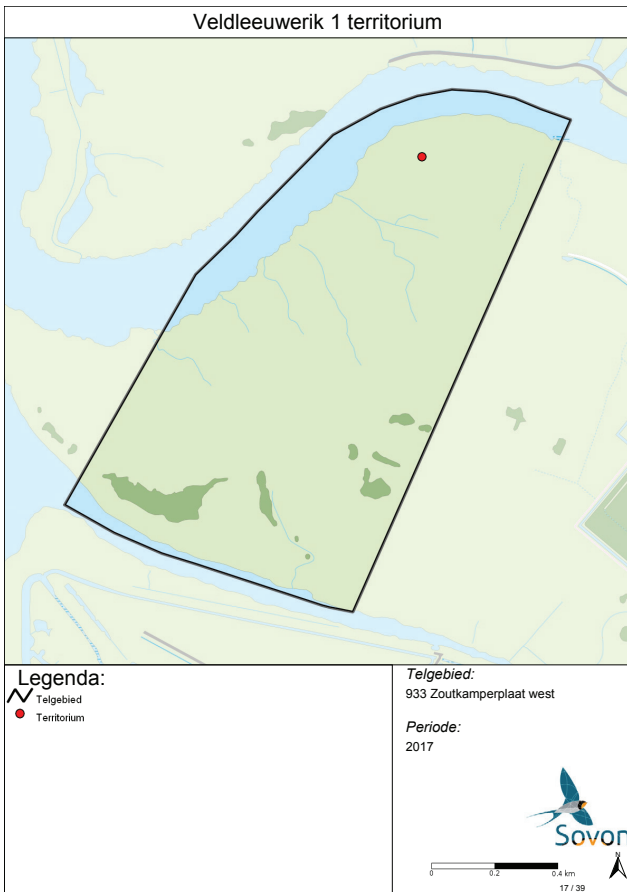 Veldleeuwerik 1 territorium
7
Legenda:
Telgebied
Territorium
Telgebied:
933 Zoutkamperplaat west
Periode:
2017
Sovon
N
0 0.2 0.4 km
17 / 39